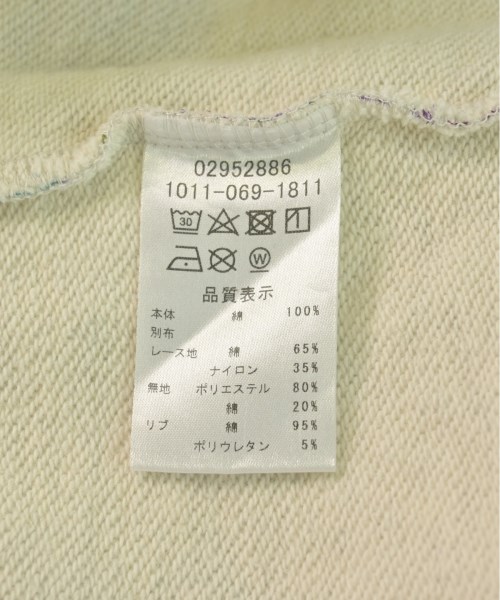 02952886
1011-069-1811
30
W
品質表示
本体 綿 100%
別布
レース地 綿 65%
ナイロン 35%
無地 ポリエステル 80%
綿 20%
リブ 綿 95%
ポリウレタン 5%